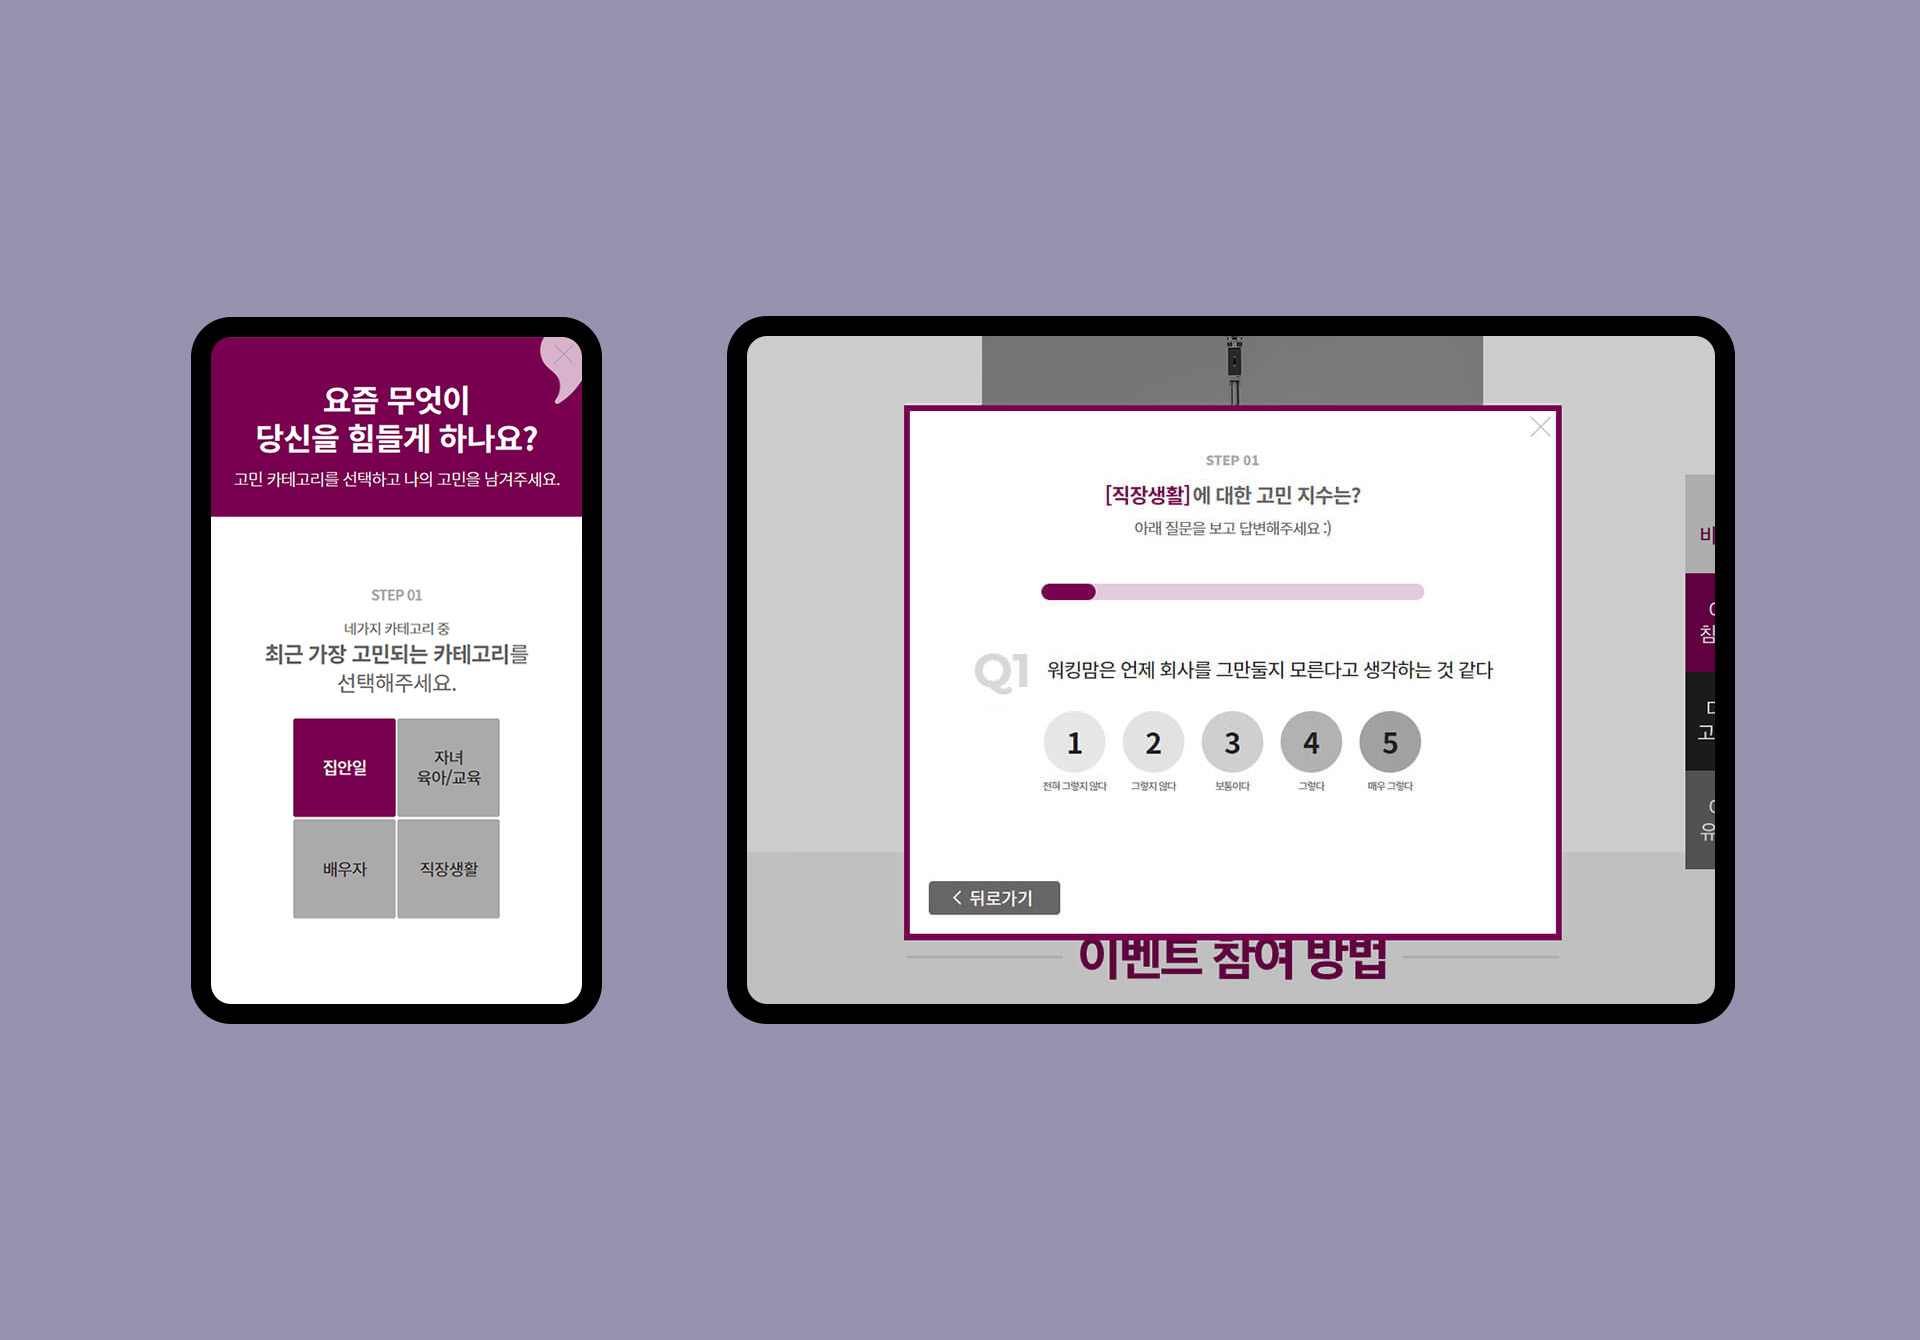 요즘 무엇이
당신을 힘들게 하나요?
고민 카테고리를 선택하고 나의 고민을 남겨주세요.
STEP 01
네가지 카테고리 중
최근 가장 고민되는 카테고리를
선택해주세요.
집안일
자녀
육아/교육
배우자
직장생활
STEP 01
[직장생활]에 대한 고민 지수는?
아래 질문을 보고 답변해주세요 :)
Q1 워킹맘은 언제 회사를 그만둘지 모른다고 생각하는 것 같다
1 2 3 4 5
전혀 그렇지 않다 그렇지 않다 보통이다 그렇다 매우 그렇다
뒤로가기
이벤트 참여 방법